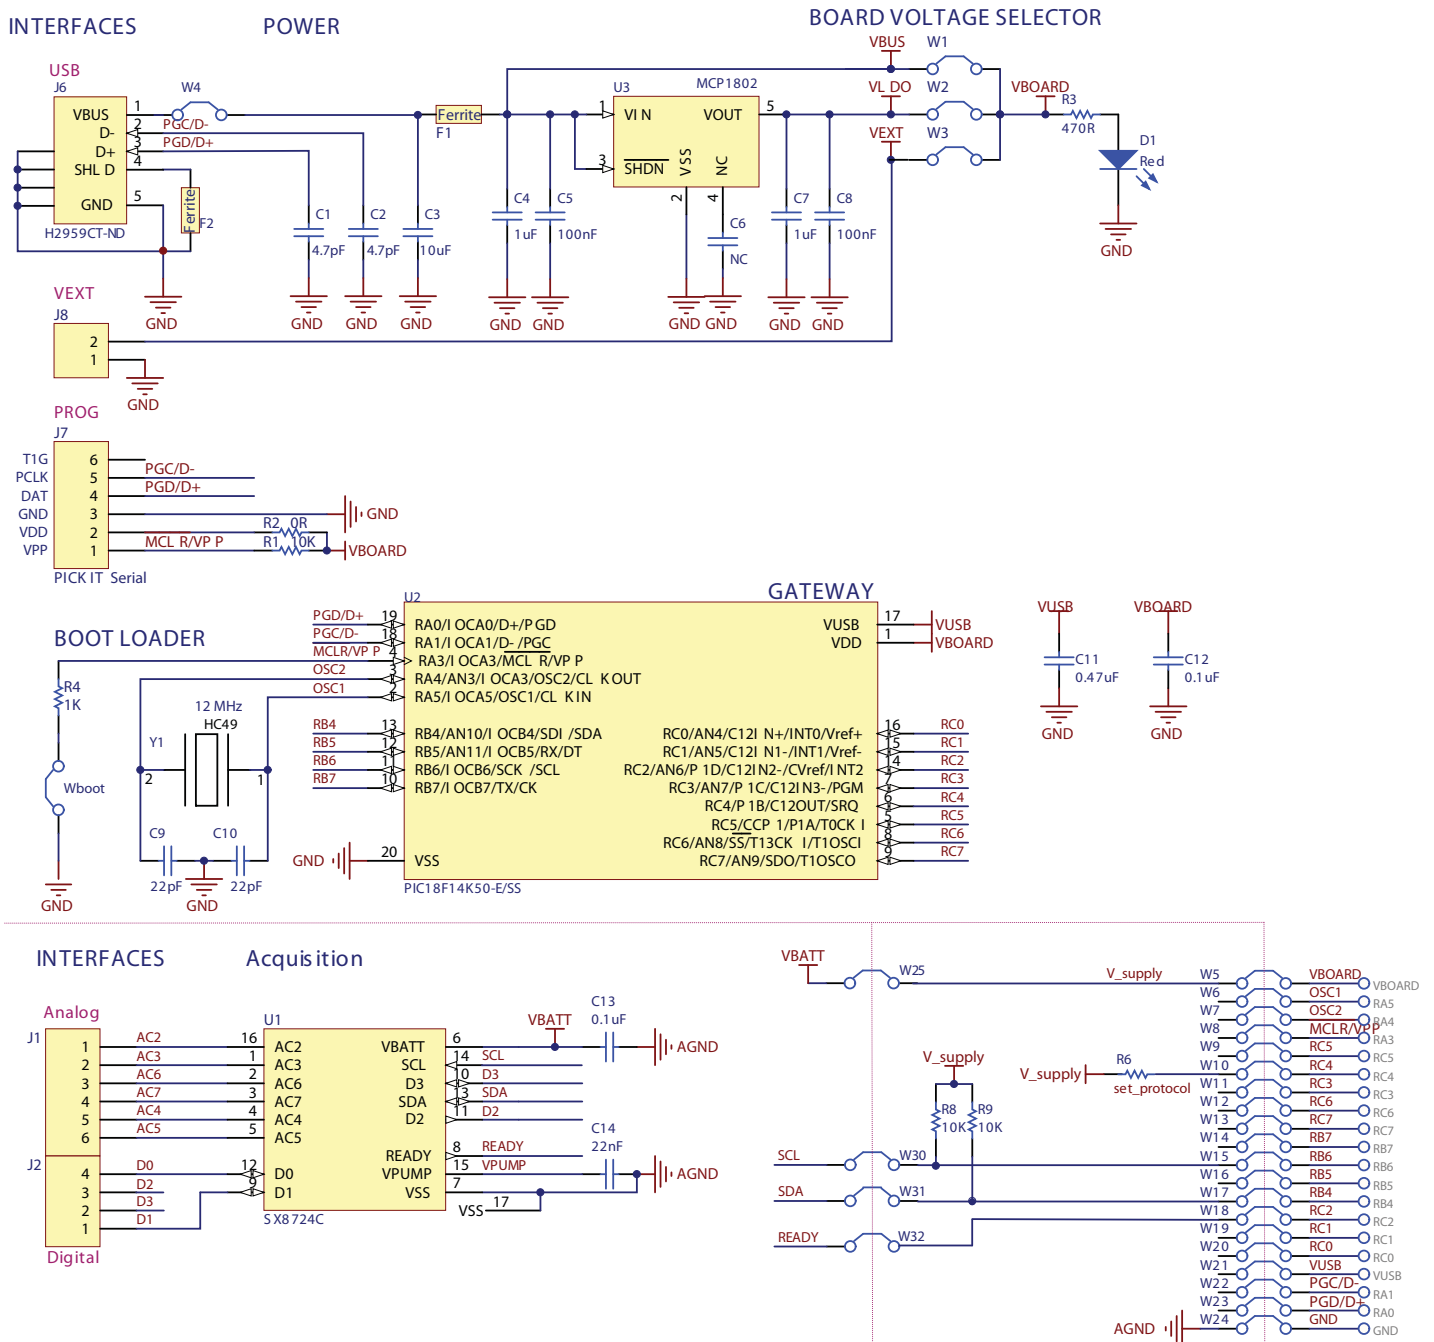 INTERFACES
POWER
BOARD VOLTAGE SELECTOR
USB
J6
VBUS
D-
D+
SHL D
GND
1
2
3
4
5
H2959CT-ND
W4
PGC/D-
PGD/D+
Ferrite
F2
C1
4.7pF
GND
C2
4.7pF
GND
C3
10uF
GND
GND
Ferrite
F1
C4
1uF
GND
C5
100nF
GND
U3
MCP1802
VI N
VOUT
SHDN
VSS
NC
1
3
5
2
4
C6
NC
GND
GND
C7
1uF
GND
C8
100nF
GND
VBUS
W1
VL DO
W2
VEXT
W3
VBOARD
R3
470R
D1
Red
GND
VEXT
J8
2
1
GND
PROG
J7
T1G 6
PCLK 5 PGC/D-
DAT 4 PGD/D+
GND 3 GND
VDD 2 R2 0R
VPP 1 MCL R/VP P R1 10K VBOARD
PICK IT Serial
BOOT LOADER
R4
1K
Wboot
GND
12 MHz
HC49
Y1
2
1
C9
22pF
C10
22pF
GND
GATEWAY
U2
PGD/D+ 19 RA0/I OCA0/D+/P GD
PGC/D- 18 RA1/I OCA1/D- /PGC
MCLR/VP P 4 RA3/I OCA3/MCL R/VP P
OSC2 3 RA4/AN3/I OCA3/OSC2/CL K OUT
OSC1 2 RA5/I OCA5/OSC1/CL K IN
RB4 13 RB4/AN10/I OCB4/SDI /SDA
RB5 12 RB5/AN11/I OCB5/RX/DT
RB6 11 RB6/I OCB6/SCK /SCL
RB7 10 RB7/I OCB7/TX/CK
GND 20 VSS
VUSB 17 VUSB
VDD 1 VBOARD
RC0/AN4/C12I N+/INT0/Vref+ 16 RC0
RC1/AN5/C12I N1-/INT1/Vref- 15 RC1
RC2/AN6/P 1D/C12I N2-/CVref/I NT2 14 RC2
RC3/AN7/P 1C/C12I N3-/PGM 7 RC3
RC4/P 1B/C12OUT/SRQ 6 RC4
RC5/CCP 1/P1A/T0CK I 5 RC5
RC6/AN8/SS/T13CK I/T1OSCI 8 RC6
RC7/AN9/SDO/T1OSCO 9 RC7
PIC18F14K50-E/SS
VUSB
C11
0.47uF
GND
VBOARD
C12
0.1uF
GND
INTERFACES
Acquisition
Analog
J1
1 AC2 16 AC2
2 AC3 1 AC3
3 AC6 2 AC6
4 AC7 3 AC7
5 AC4 4 AC4
6 AC5 5 AC5
J2
4 D0 12 D0
3 D2
2 D3
1 D1 9 D1
Digital
U1
VBATT 6 VBATT
SCL 14 SCL
D3 10 D3
SDA 13 SDA
D2 11 D2
READY 8 READY
VPUMP 15 VPUMP
VSS 7
VSS 17
SX8724C
C13
0.1uF
AGND
C14
22nF
AGND
VBATT
W25
V_supply
V_supply
R8
10K
R9
10K
V_supply
R6
set_protocol
SCL W30
SDA W31
READY W32
AGND
W5 VBOARD VBOARD
W6 OSC1 RA5
W7 OSC2 RA4
W8 MCLR/VPP RA3
W9 RC5 RC5
W10 RC4 RC4
W11 RC3 RC3
W12 RC6 RC6
W13 RC7 RC7
W14 RB7 RB7
W15 RB6 RB6
W16 RB5 RB5
W17 RB4 RB4
W18 RC2 RC2
W19 RC1 RC1
W20 RC0 RC0
W21 VUSB VUSB
W22 PGC/D- RA1
W23 PGD/D+ RA0
W24 GND GND